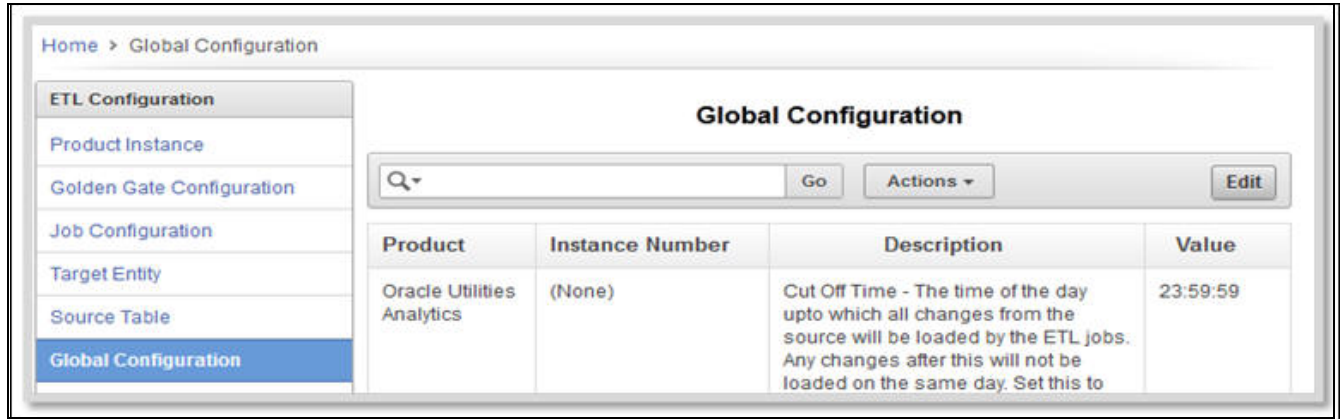 Home > Global Configuration
ETL Configuration
Product Instance
Golden Gate Configuration
Job Configuration
Target Entity
Source Table
Global Configuration
Global Configuration
Go Actions Edit
Product Instance Number Description Value
Oracle Utilities Analytics
(None)
Cut Off Time - The time of the day
upto which all changes from the
source will be loaded by the ETL jobs.
Any changes after this will not be
loaded on the same day. Set this to
23:59:59